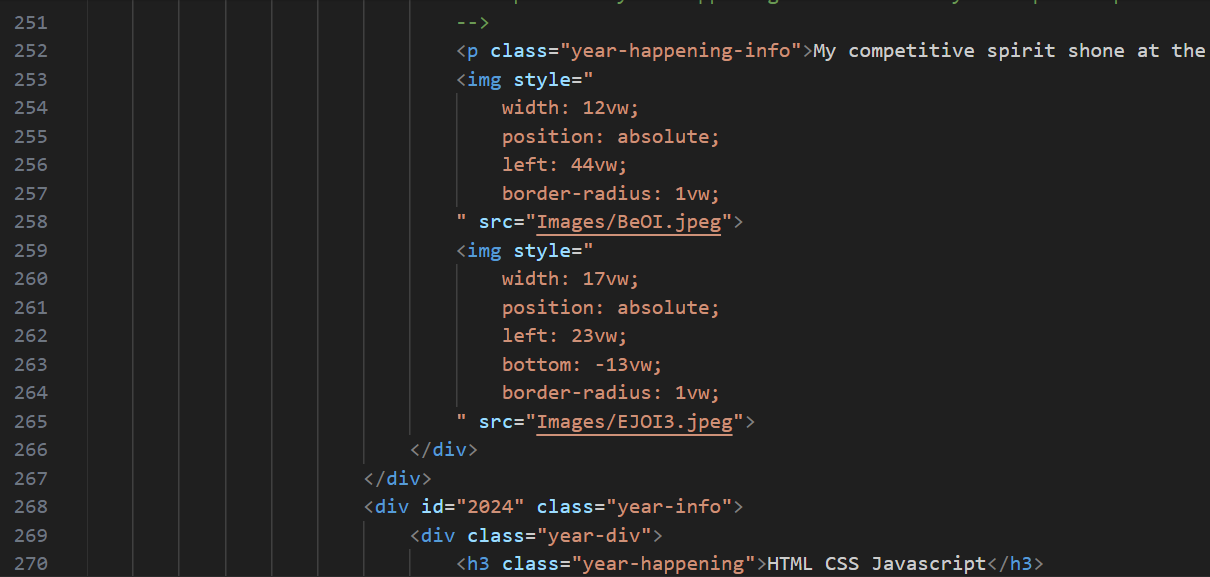 251 -->
252 <p class="year-happening-info">My competitive spirit shone at the
253 <img style="
254 width: 12vw;
255 position: absolute;
256 left: 44vw;
257 border-radius: 1vw;
258 " src="Images/BeOI.jpeg">
259 <img style="
260 width: 17vw;
261 position: absolute;
262 left: 23vw;
263 bottom: -13vw;
264 border-radius: 1vw;
265 " src="Images/EJOI3.jpeg">
266 </div>
267 </div>
268 <div id="2024" class="year-info">
269 <div class="year-div">
270 <h3 class="year-happening">HTML CSS Javascript</h3>